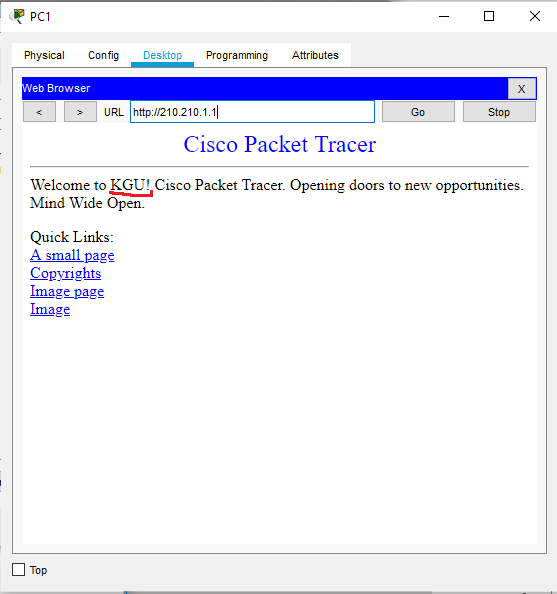 PC1
Physical Config Desktop Programming Attributes
Web Browser X
< > URL http://210.210.1.1 Go Stop
Cisco Packet Tracer
Welcome to KGU! Cisco Packet Tracer. Opening doors to new opportunities.
Mind Wide Open.
Quick Links:
A small page
Copyrights
Image page
Image
Top